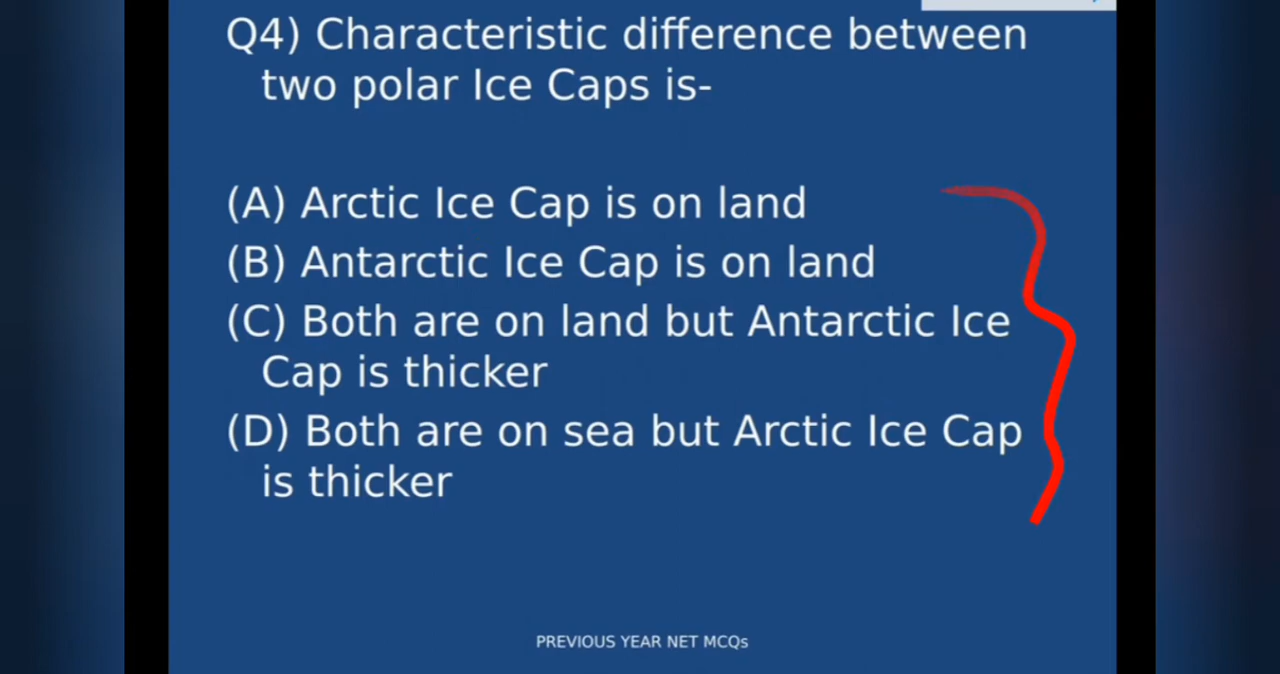 Q4) Characteristic difference between
two polar Ice Caps is-
(A) Arctic Ice Cap is on land
(B) Antarctic Ice Cap is on land
(C) Both are on land but Antarctic Ice
Cap is thicker
(D) Both are on sea but Arctic Ice Cap
is thicker
PREVIOUS YEAR NET MCQs